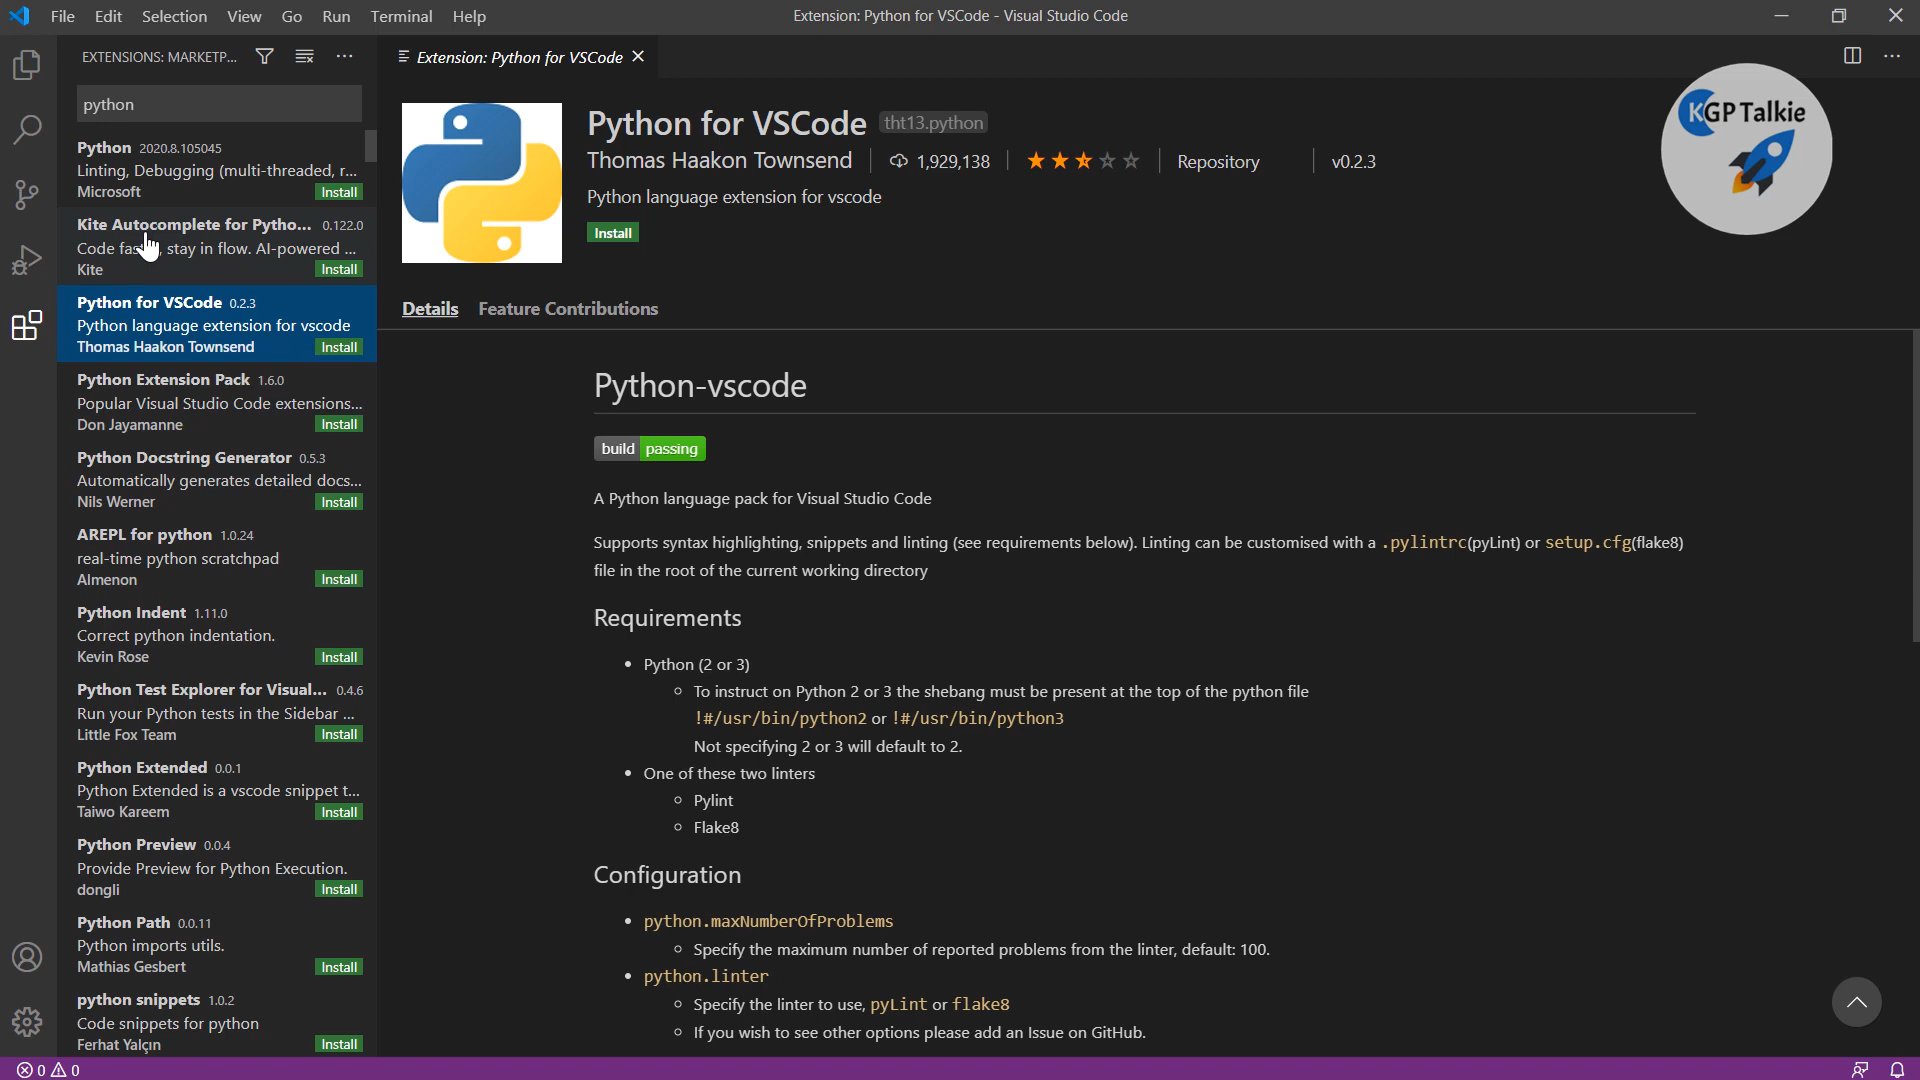 File Edit Selection View Go Run Terminal Help
Extension: Python for VSCode - Visual Studio Code
EXTENSIONS: MARKETP...
Extension: Python for VSCode
python
Python 2020.8.105045
Linting, Debugging (multi-threaded, r...
Microsoft Install
Kite Autocomplete for Pytho... 0.122.0
Code fas , stay in flow. AI-powered ...
Kite Install
Python for VSCode 0.2.3
Python language extension for vscode
Thomas Haakon Townsend Install
Python Extension Pack 1.6.0
Popular Visual Studio Code extensions...
Don Jayamanne Install
Python Docstring Generator 0.5.3
Automatically generates detailed docs...
Nils Werner Install
AREPL for python 1.0.24
real-time python scratchpad
Almenon Install
Python Indent 1.11.0
Correct python indentation.
Kevin Rose Install
Python Test Explorer for Visual... 0.4.6
Run your Python tests in the Sidebar ...
Little Fox Team Install
Python Extended 0.0.1
Python Extended is a vscode snippet t...
Taiwo Kareem Install
Python Preview 0.0.4
Provide Preview for Python Execution.
dongli Install
Python Path 0.0.11
Python imports utils.
Mathias Gesbert Install
python snippets 1.0.2
Code snippets for python
Ferhat Yalçın Install
Python for VSCode tht13.python
Thomas Haakon Townsend 1,929,138 Repository v0.2.3
Python language extension for vscode
Install
KGP Talkie
Details Feature Contributions
Python-vscode
build passing
A Python language pack for Visual Studio Code
Supports syntax highlighting, snippets and linting (see requirements below). Linting can be customised with a .pylintrc(pyLint) or setup.cfg(flake8)
file in the root of the current working directory
Requirements
• Python (2 or 3)
To instruct on Python 2 or 3 the shebang must be present at the top of the python file
!#/usr/bin/python2 or !#/usr/bin/python3
Not specifying 2 or 3 will default to 2.
• One of these two linters
Pylint
Flake8
Configuration
• python.maxNumberOfProblems
Specify the maximum number of reported problems from the linter, default: 100.
• python.linter
Specify the linter to use, pyLint or flake8
If you wish to see other options please add an Issue on GitHub.
0 0